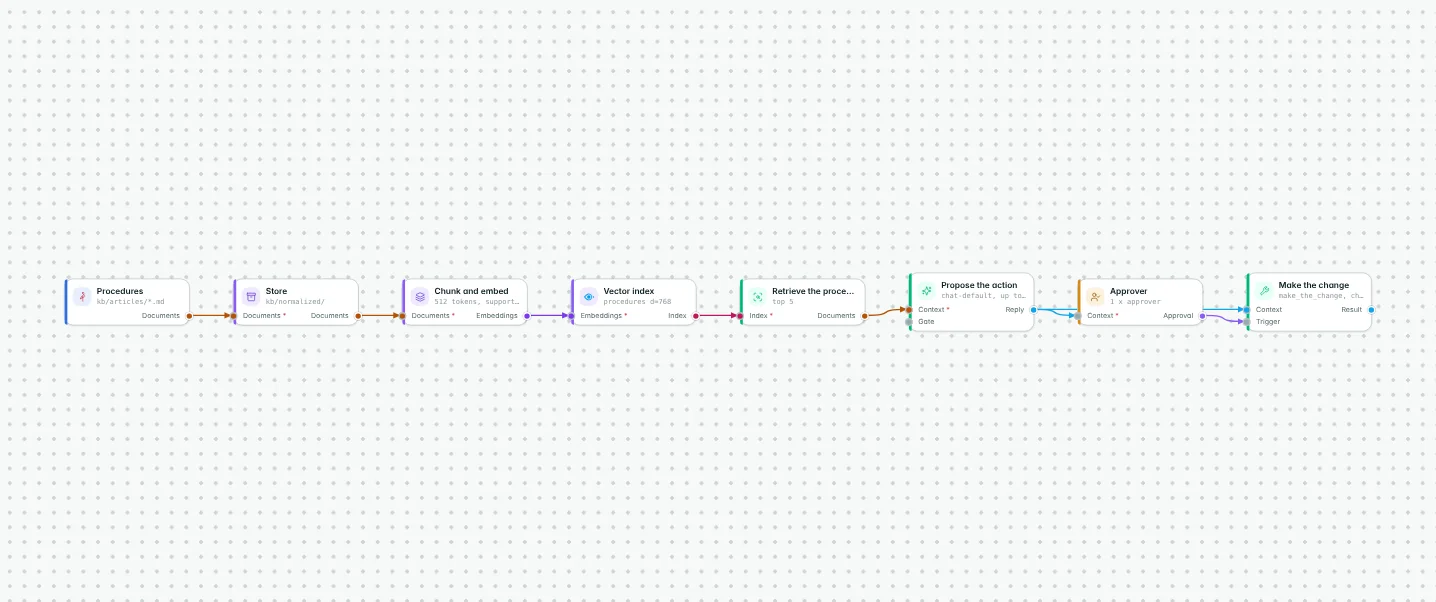 Procedures
kb/articles/*.md
Documents
Store
kb/normalized/
Documents * Documents
Chunk and embed
512 tokens, support…
Documents * Embeddings
Vector index
procedures d=768
Embeddings * Index
Retrieve the proce…
top 5
Index * Documents
Propose the action
chat-default, up to…
Context * Reply
Gate
Approver
1 x approver
Context * Approval
Make the change
make_the_change, ch…
Context Result
Trigger